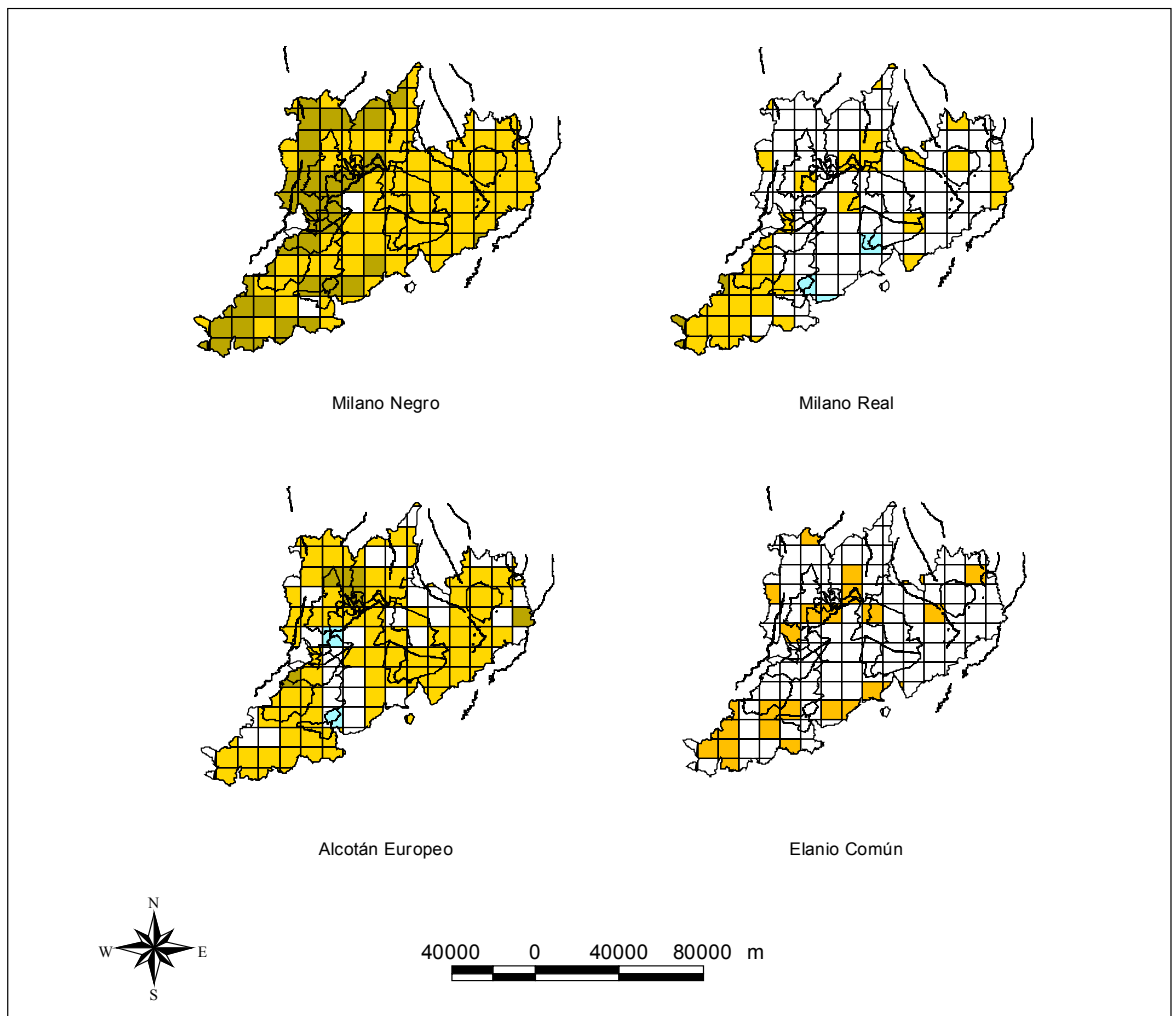 Milano Negro
Milano Real
Alcotán Europeo
Elanio Común
N
W E
S
40000 0 40000 80000 m